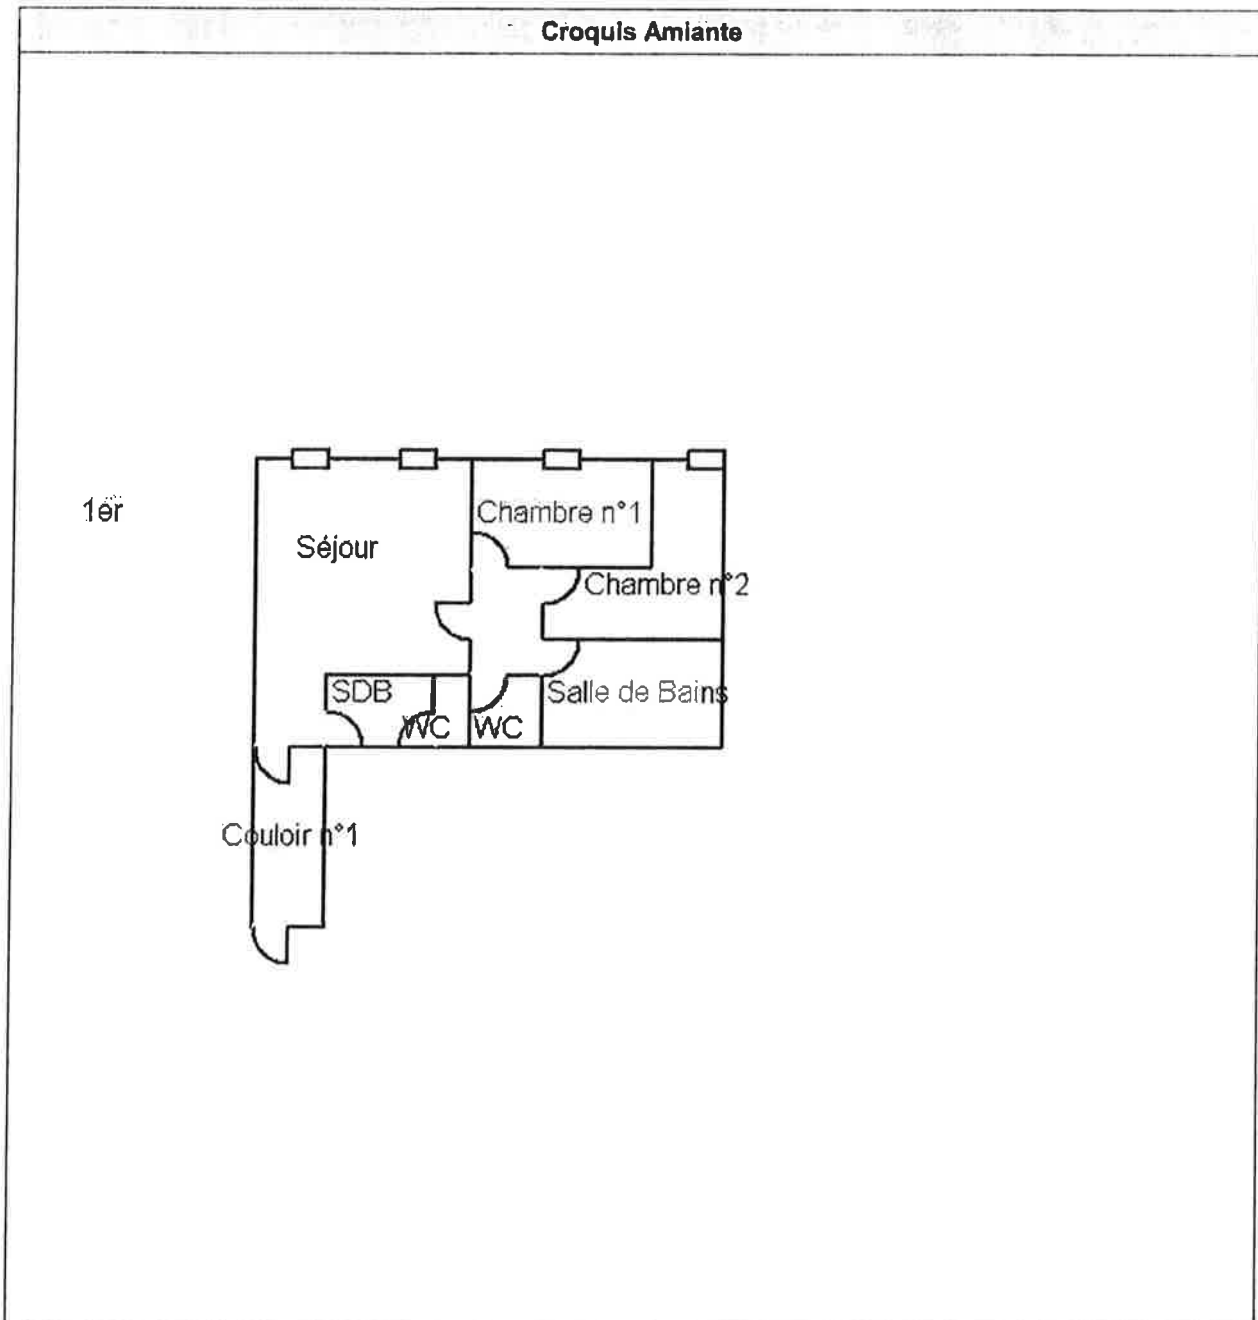 Croquis Amiante
1er
Chambre n°1
Séjour
Chambre n°2
SDB
Salle de Bains
WC
WC
Couloir n°1